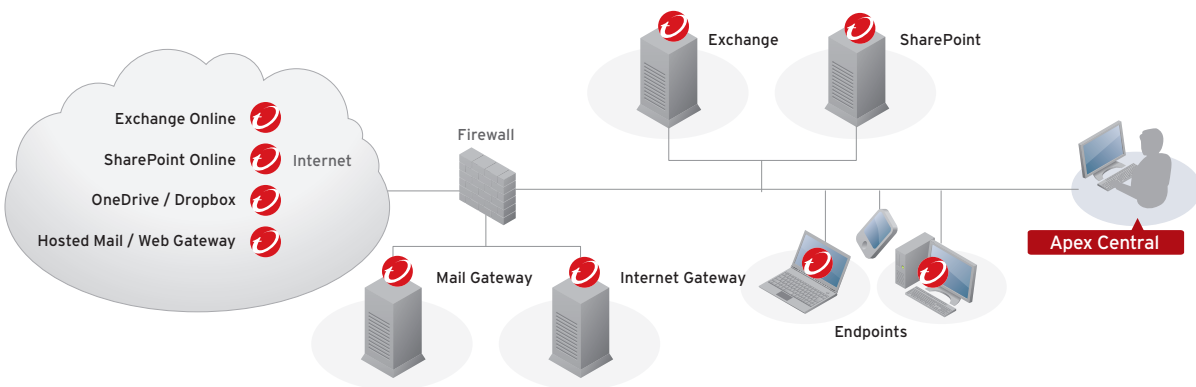 Exchange
SharePoint
Exchange Online
SharePoint Online
Internet
OneDrive / Dropbox
Hosted Mail / Web Gateway
Firewall
Mail Gateway
Internet Gateway
Endpoints
Apex Central